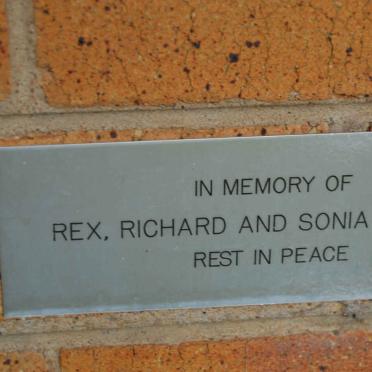 IN MEMORY OF
REX, RICHARD AND SONIA
REST IN PEACE